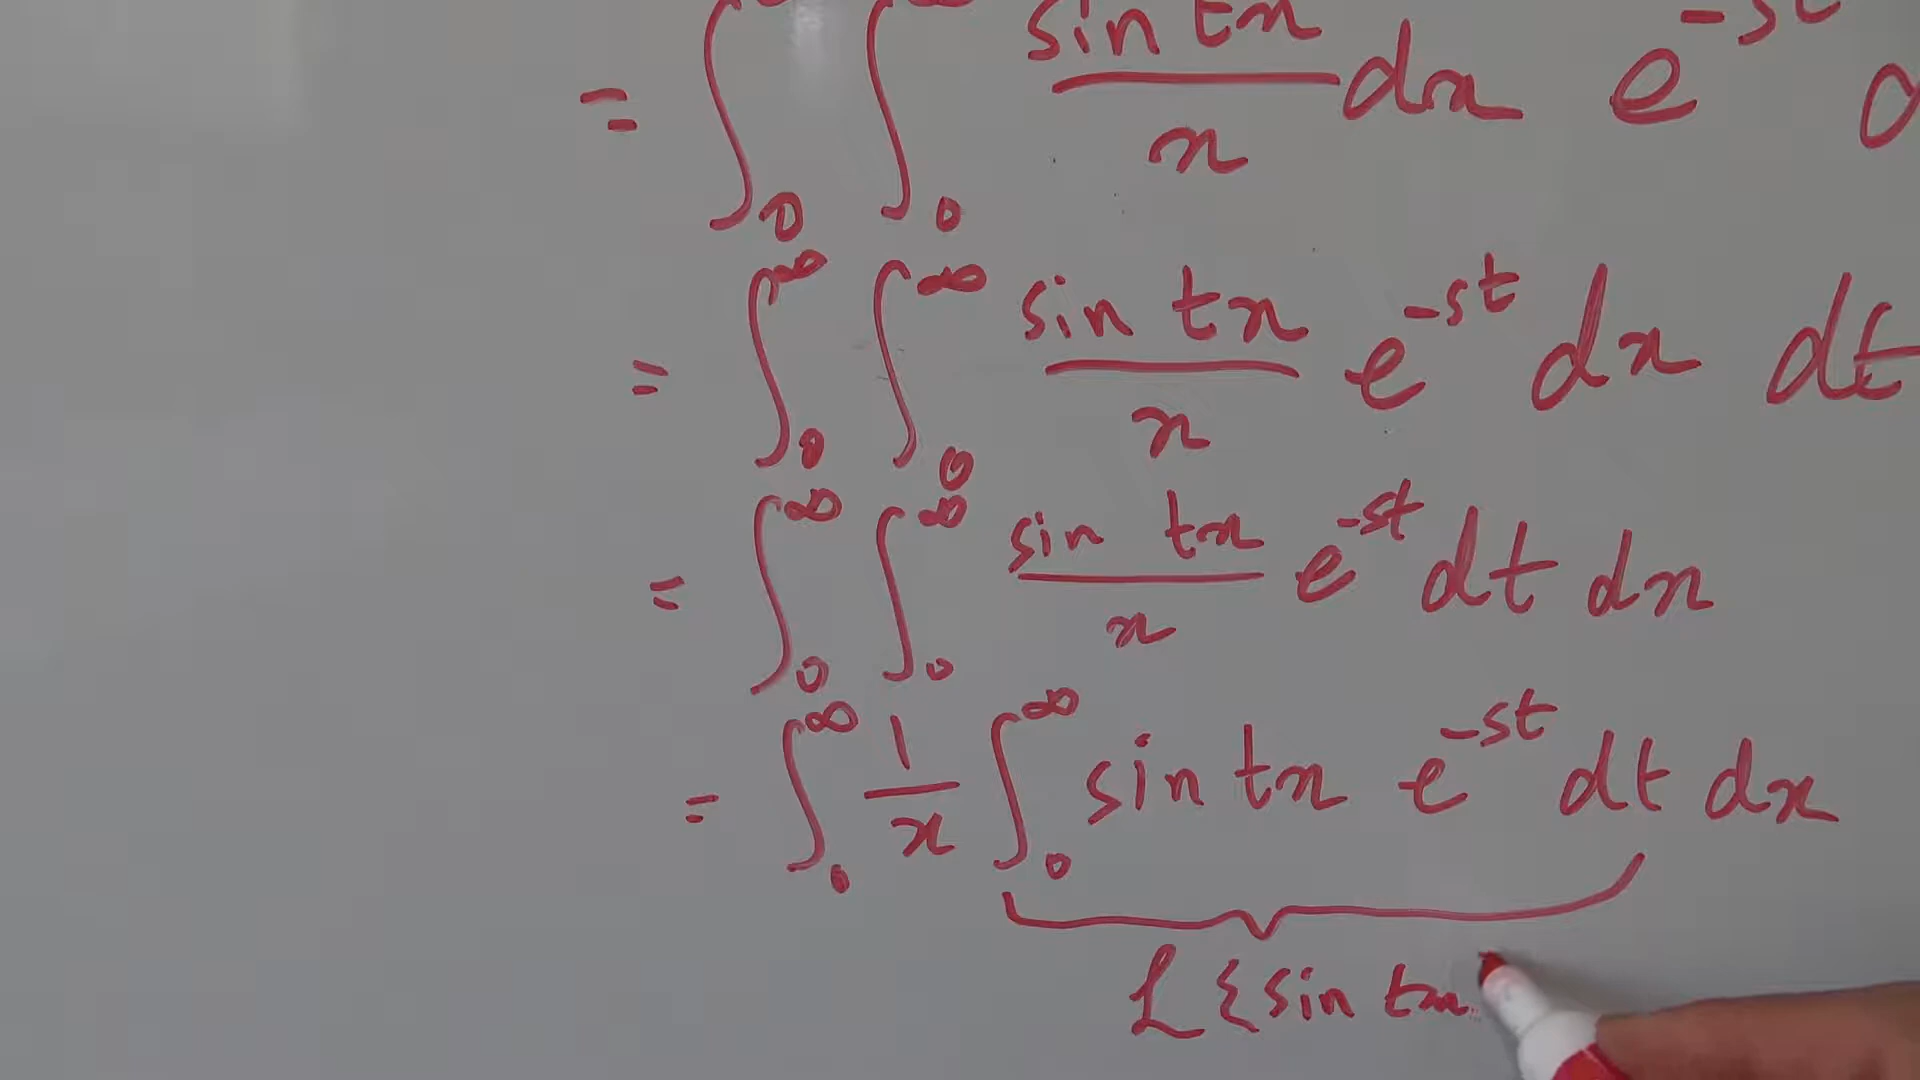 = ∫₀^∞ ∫₀^∞ sin tx / x dx e^-st d
= ∫₀^∞ ∫₀^∞ sin tx / x e^-st dx dt
= ∫₀^∞ ∫₀^∞ sin tx / x e^-st dt dx
= ∫₀^∞ 1/x ∫₀^∞ sin tx e^-st dt dx
ℒ{sin tx